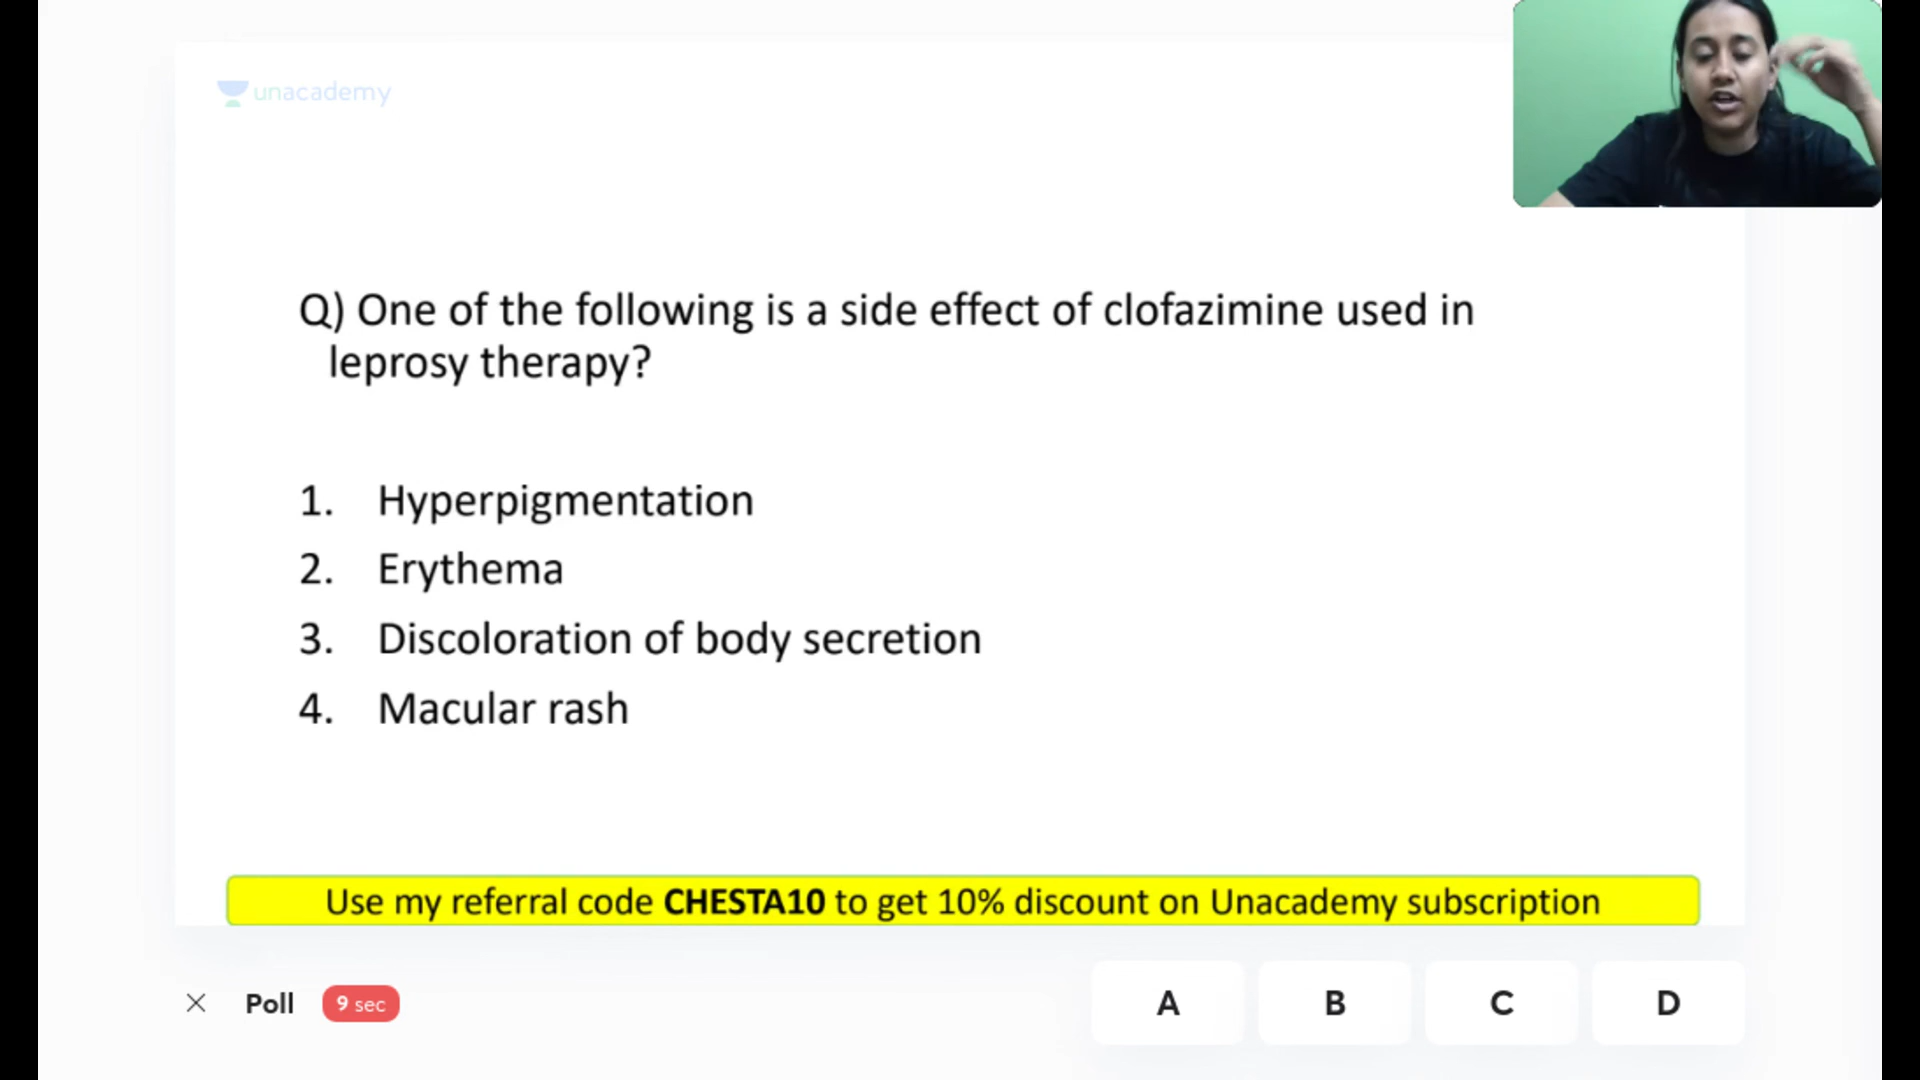 unacademy
Q) One of the following is a side effect of clofazimine used in
leprosy therapy?
1. Hyperpigmentation
2. Erythema
3. Discoloration of body secretion
4. Macular rash
Use my referral code CHESTA10 to get 10% discount on Unacademy subscription
Poll 9 sec A B C D